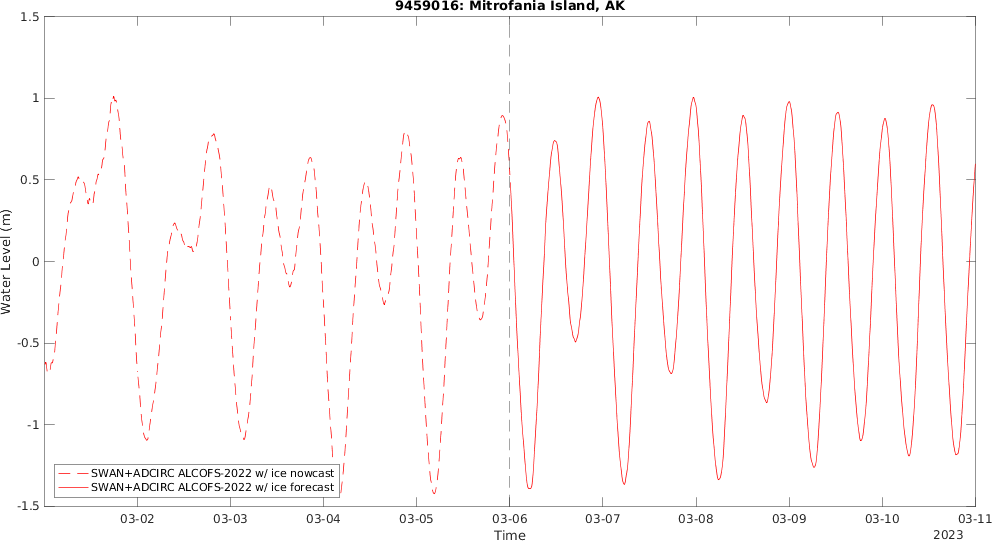 9459016: Mitrofania Island, AK
1.5
1
0.5
0
-0.5
-1
-1.5
Water Level (m)
SWAN+ADCIRC ALCOFS-2022 w/ ice nowcast
SWAN+ADCIRC ALCOFS-2022 w/ ice forecast
03-02 03-03 03-04 03-05 03-06 03-07 03-08 03-09 03-10 03-11
Time
2023